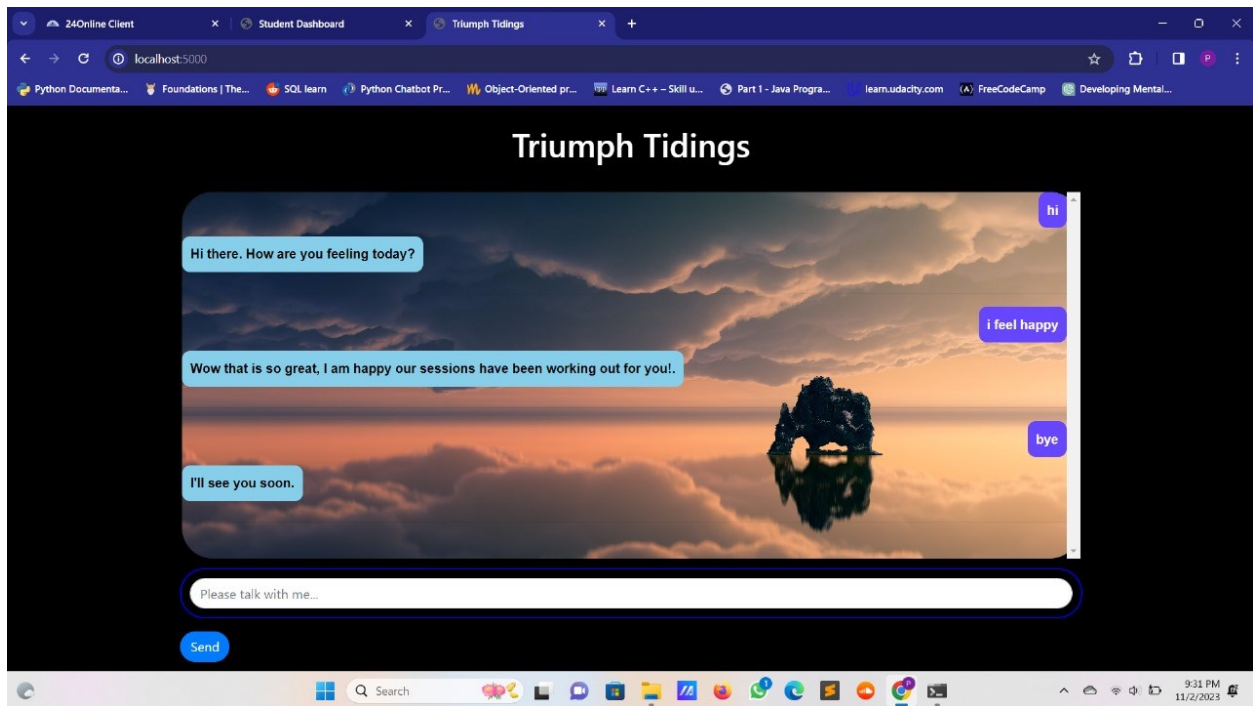 24Online Client
Student Dashboard
Triumph Tidings
localhost:5000
P
Python Documenta...
Foundations | The...
SQL learn
Python Chatbot Pr...
Object-Oriented pr...
Learn C++ – Skill u...
Part 1 - Java Progra...
learn.udacity.com
FreeCodeCamp
Developing Mental...
Triumph Tidings
hi
Hi there. How are you feeling today?
i feel happy
Wow that is so great, I am happy our sessions have been working out for you!.
bye
I'll see you soon.
Please talk with me...
Send
Search
9:31 PM
11/2/2023